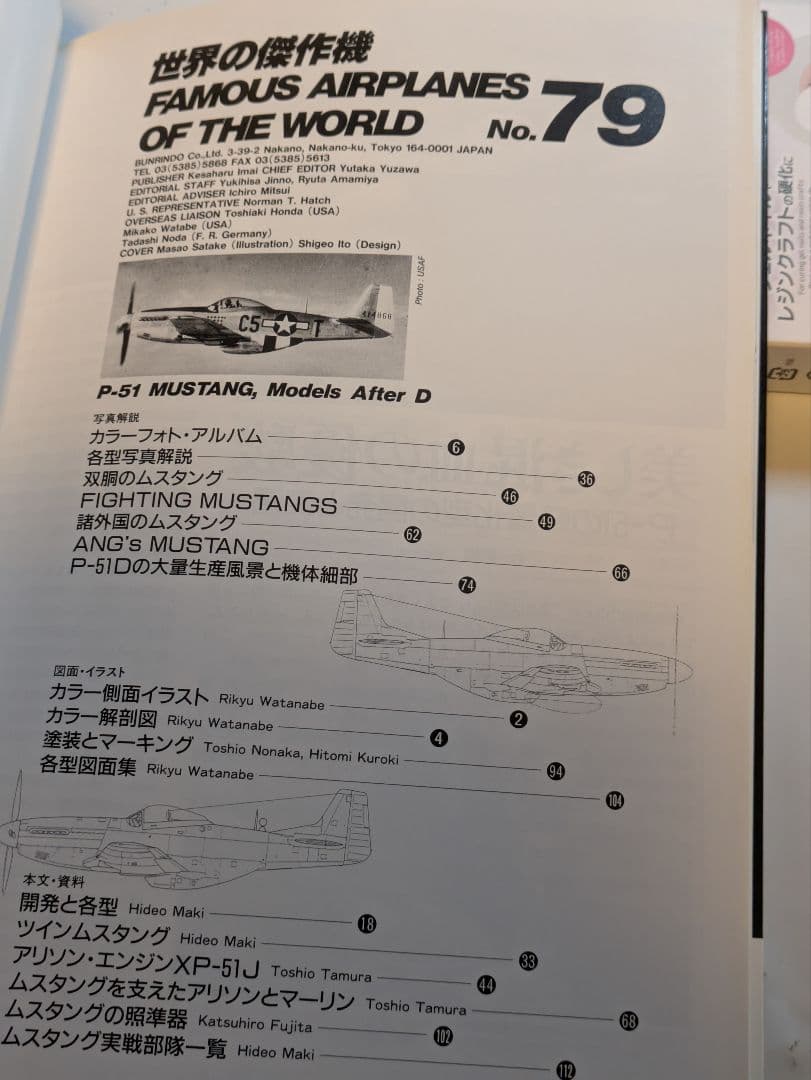 世界の傑作機
FAMOUS AIRPLANES
OF THE WORLD No.79
BUNRINDO Co.,Ltd. 3-39-2 Nakano, Nakano-ku, Tokyo 164-0001 JAPAN
TEL 03(5385)5868 FAX 03(5385)5613
PUBLISHER Kesaharu Imai CHIEF EDITOR Yutaka Yuzawa
EDITORIAL STAFF Yukihisa Jinno, Ryuta Amamiya
EDITORIAL ADVISER Ichiro Mitsui
U. S. REPRESENTATIVE Norman T. Hatch
OVERSEAS LIAISON Toshiaki Honda (USA)
Mikako Watabe (USA)
Tadashi Noda (F. R. Germany)
COVER Masao Satake (Illustration) Shigeo Ito (Design)
Photo : USAF
C5 T
P-51 MUSTANG, Models After D
写真解説
カラーフォト・アルバム 6
各型写真解説 36
双胴のムスタング 46
FIGHTING MUSTANGS 49
諸外国のムスタング 62
ANG's MUSTANG 66
P-51Dの大量生産風景と機体細部 74
図面・イラスト
カラー側面イラスト Rikyu Watanabe 2
カラー解剖図 Rikyu Watanabe 4
塗装とマーキング Toshio Nonaka, Hitomi Kuroki 94
各型図面集 Rikyu Watanabe 104
本文・資料
開発と各型 Hideo Maki 18
ツインムスタング Hideo Maki 33
アリソン・エンジンXP-51J Toshio Tamura 44
ムスタングを支えたアリソンとマーリン Toshio Tamura 68
ムスタングの照準器 Katsuhiro Fujita 102
ムスタング実戦部隊一覧 Hideo Maki 112
レジンクラフトの硬化に